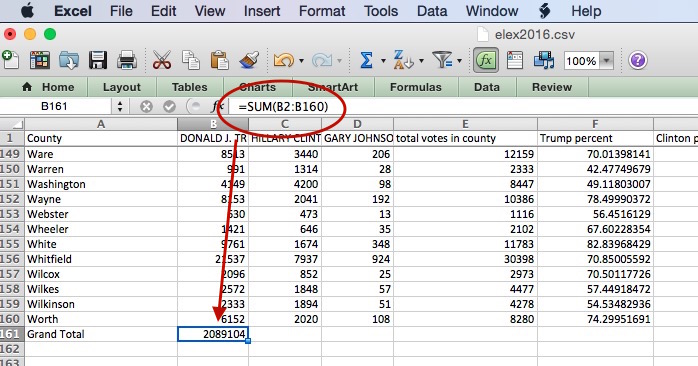 Excel File Edit View Insert Format Tools Data Window Help
elex2016.csv
100%
Home Layout Tables Charts SmartArt Formulas Data Review
B161 fx =SUM(B2:B160)
A B C D E F
1 County DONALD J. TR HILLARY CLINT GARY JOHNSO total votes in county Trump percent Clinton p
149 Ware 8513 3440 206 12159 70.01398141
150 Warren 991 1314 28 2333 42.47749679
151 Washington 4149 4200 98 8447 49.11803007
152 Wayne 8153 2041 192 10386 78.49990372
153 Webster 630 473 13 1116 56.4516129
154 Wheeler 1421 646 35 2102 67.60228354
155 White 9761 1674 348 11783 82.83968429
156 Whitfield 21537 7937 924 30398 70.85005592
157 Wilcox 2096 852 25 2973 70.50117726
158 Wilkes 2572 1848 57 4477 57.44918472
159 Wilkinson 2333 1894 51 4278 54.53482936
160 Worth 6152 2020 108 8280 74.29951691
161 Grand Total 2089104
162
163